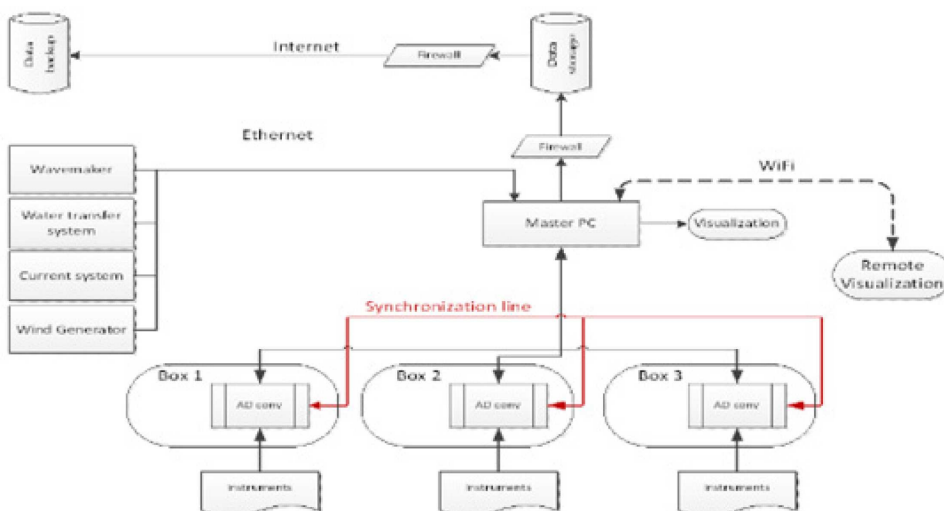 Data
backup
Internet
Firewall
Data
storage
Ethernet
Firewall
WiFi
Wavemaker
Water transfer
system
Current system
Wind Generator
Master PC
Visualization
Remote
Visualization
Synchronization line
Box 1
AD conv
Box 2
AD conv
Box 3
AD conv
Instruments
Instruments
Instruments